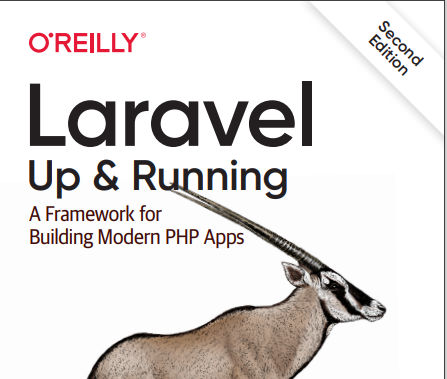 O'REILLY®
Second
Edition
Laravel
Up & Running
A Framework for
Building Modern PHP Apps